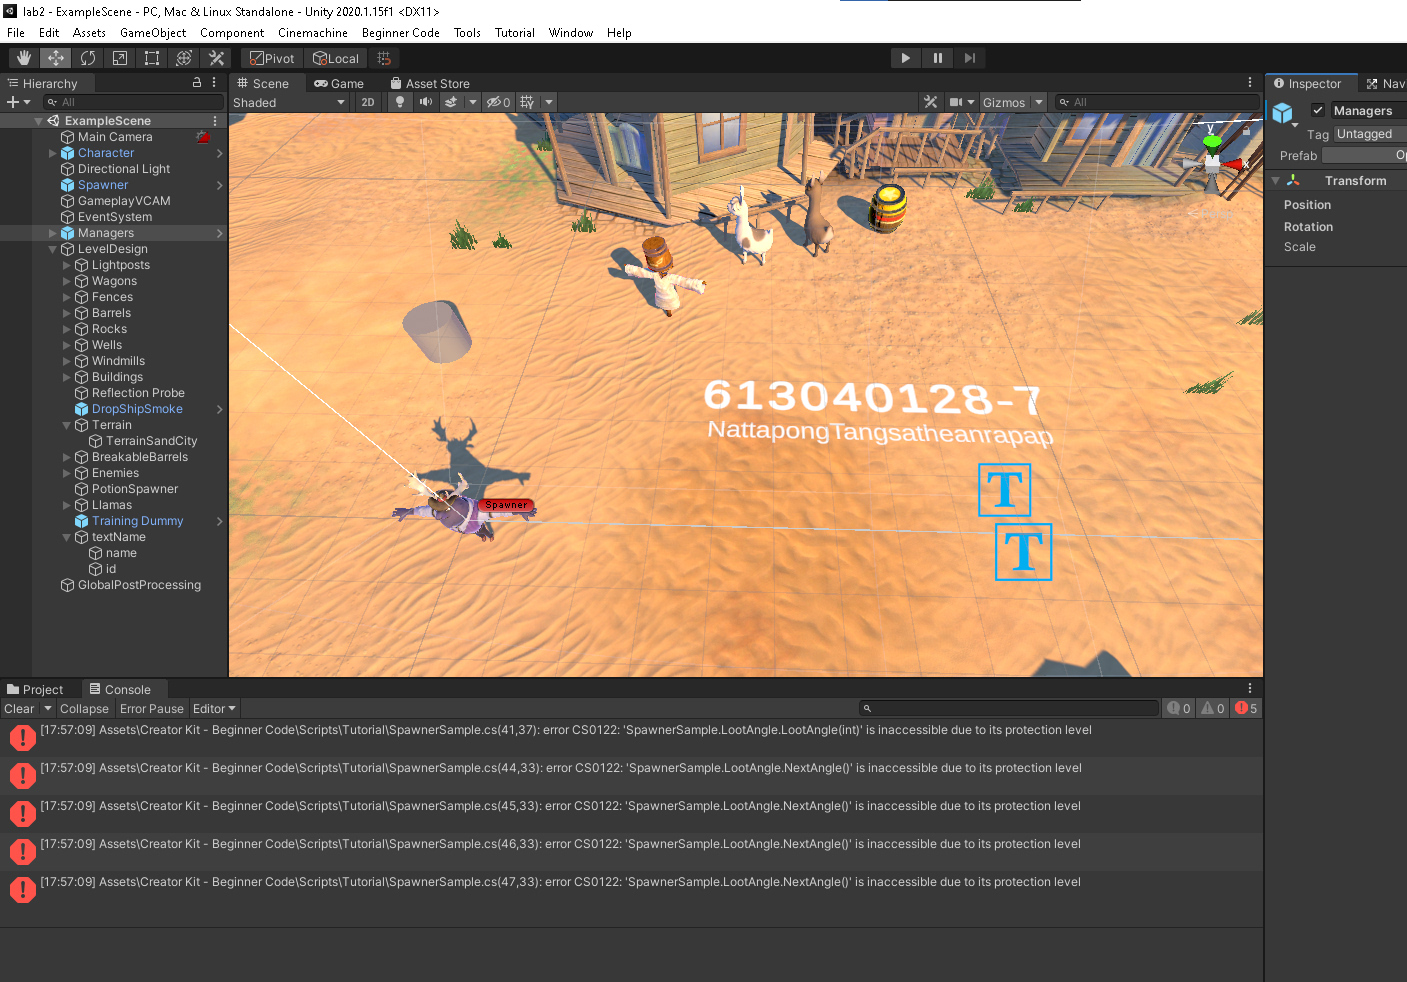 lab2 - ExampleScene - PC, Mac & Linux Standalone - Unity 2020.1.15f1 <DX11>
File Edit Assets GameObject Component Cinemachine Beginner Code Tools Tutorial Window Help
Pivot Local
Hierarchy
All
ExampleScene
Main Camera
Character
Directional Light
Spawner
GameplayVCAM
EventSystem
Managers
LevelDesign
Lightposts
Wagons
Fences
Barrels
Rocks
Wells
Windmills
Buildings
Reflection Probe
DropShipSmoke
Terrain
TerrainSandCity
BreakableBarrels
Enemies
PotionSpawner
Llamas
Training Dummy
textName
name
id
GlobalPostProcessing
Scene Game Asset Store
Shaded 2D 0 Gizmos All
y
x
613040128-7
NattapongTangsatheanrapap
T
T
Spawner
Inspector Nav
Managers
Tag Untagged
Prefab Op
Transform
Position
Rotation
Scale
Project Console
Clear Collapse Error Pause Editor 0 0 5
[17:57:09] Assets\Creator Kit - Beginner Code\Scripts\Tutorial\SpawnerSample.cs(41,37): error CS0122: 'SpawnerSample.LootAngle.LootAngle(int)' is inaccessible due to its protection level
[17:57:09] Assets\Creator Kit - Beginner Code\Scripts\Tutorial\SpawnerSample.cs(44,33): error CS0122: 'SpawnerSample.LootAngle.NextAngle()' is inaccessible due to its protection level
[17:57:09] Assets\Creator Kit - Beginner Code\Scripts\Tutorial\SpawnerSample.cs(45,33): error CS0122: 'SpawnerSample.LootAngle.NextAngle()' is inaccessible due to its protection level
[17:57:09] Assets\Creator Kit - Beginner Code\Scripts\Tutorial\SpawnerSample.cs(46,33): error CS0122: 'SpawnerSample.LootAngle.NextAngle()' is inaccessible due to its protection level
[17:57:09] Assets\Creator Kit - Beginner Code\Scripts\Tutorial\SpawnerSample.cs(47,33): error CS0122: 'SpawnerSample.LootAngle.NextAngle()' is inaccessible due to its protection level